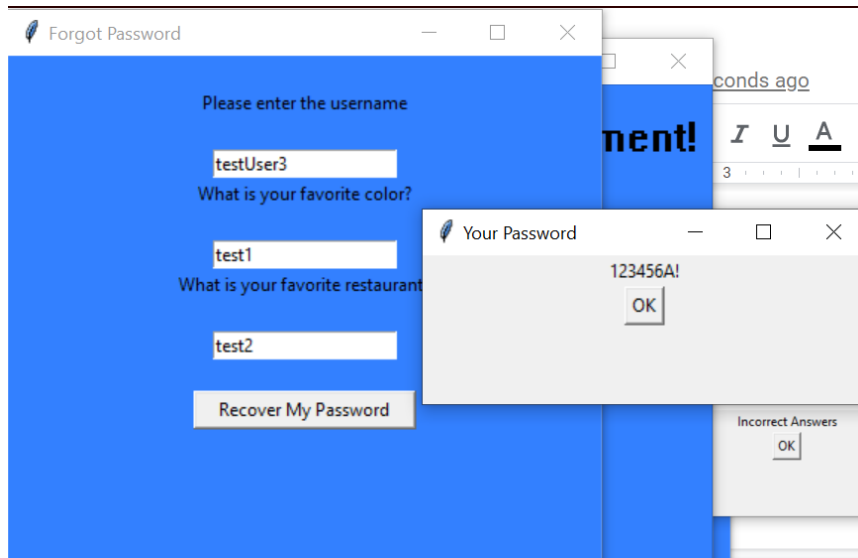 Forgot Password
Please enter the username
testUser3
What is your favorite color?
test1
What is your favorite restaurant
test2
Recover My Password
ment!
conds ago
I U A
3
Your Password
123456A!
OK
Incorrect Answers
OK